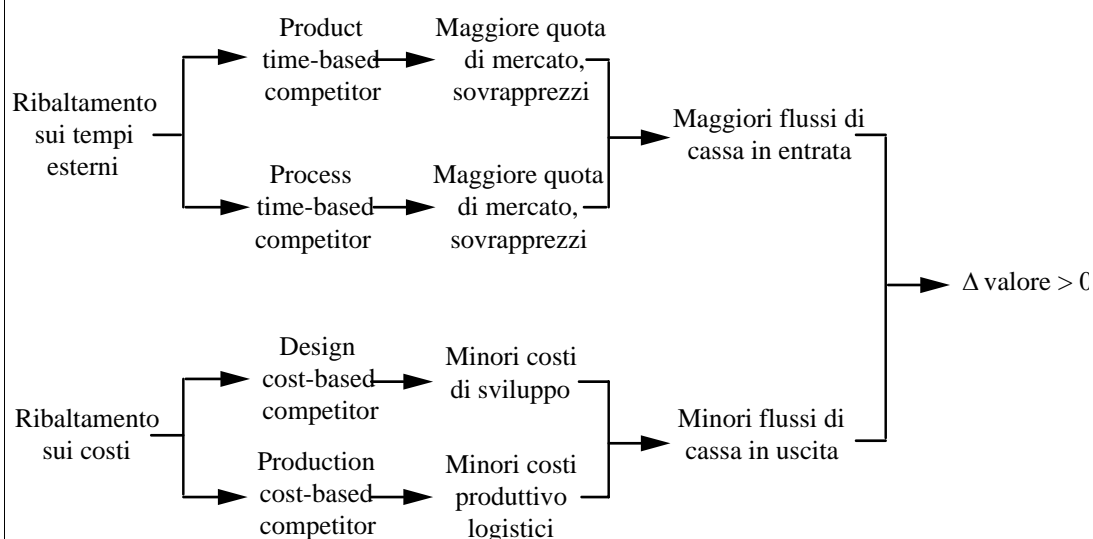 Ribaltamento
sui tempi
esterni
Product
time-based
competitor
Maggiore quota
di mercato,
sovrapprezzi
Process
time-based
competitor
Maggiore quota
di mercato,
sovrapprezzi
Maggiori flussi di
cassa in entrata
Ribaltamento
sui costi
Design
cost-based
competitor
Minori costi
di sviluppo
Production
cost-based
competitor
Minori costi
produttivo
logistici
Minori flussi di
cassa in uscita
Δ valore > 0